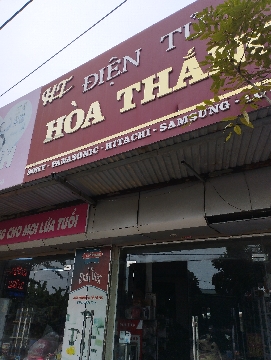 HT ĐIỆN TỬ
HÒA THẮNG
SONY - PANASONIC - HITACHI - SAMSUNG -
CHO MỌI LỨA TUỔI